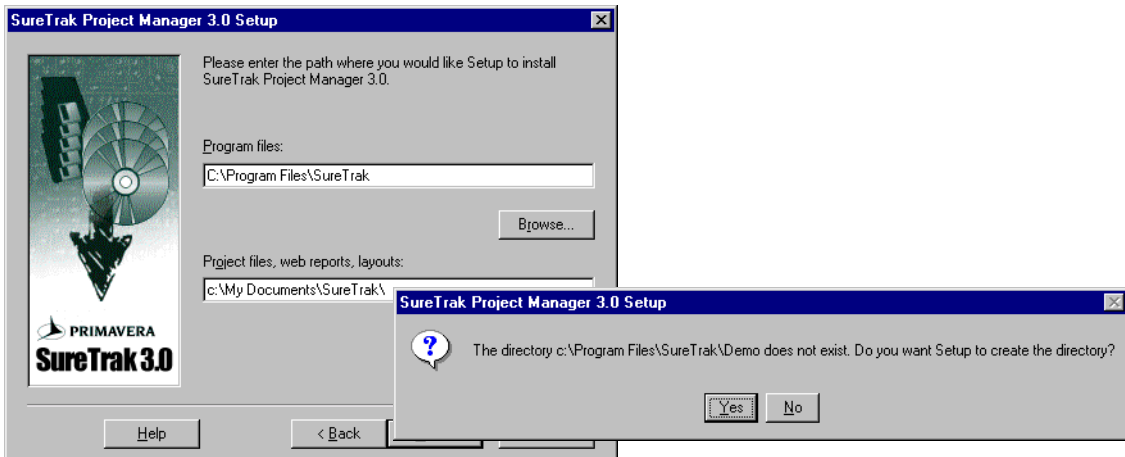 SureTrak Project Manager 3.0 Setup
Please enter the path where you would like Setup to install
SureTrak Project Manager 3.0.
Program files:
C:\Program Files\SureTrak
Browse...
Project files, web reports, layouts:
c:\My Documents\SureTrak\
PRIMAVERA
SureTrak 3.0
Help
< Back
SureTrak Project Manager 3.0 Setup
The directory c:\Program Files\SureTrak\Demo does not exist. Do you want Setup to create the directory?
Yes
No